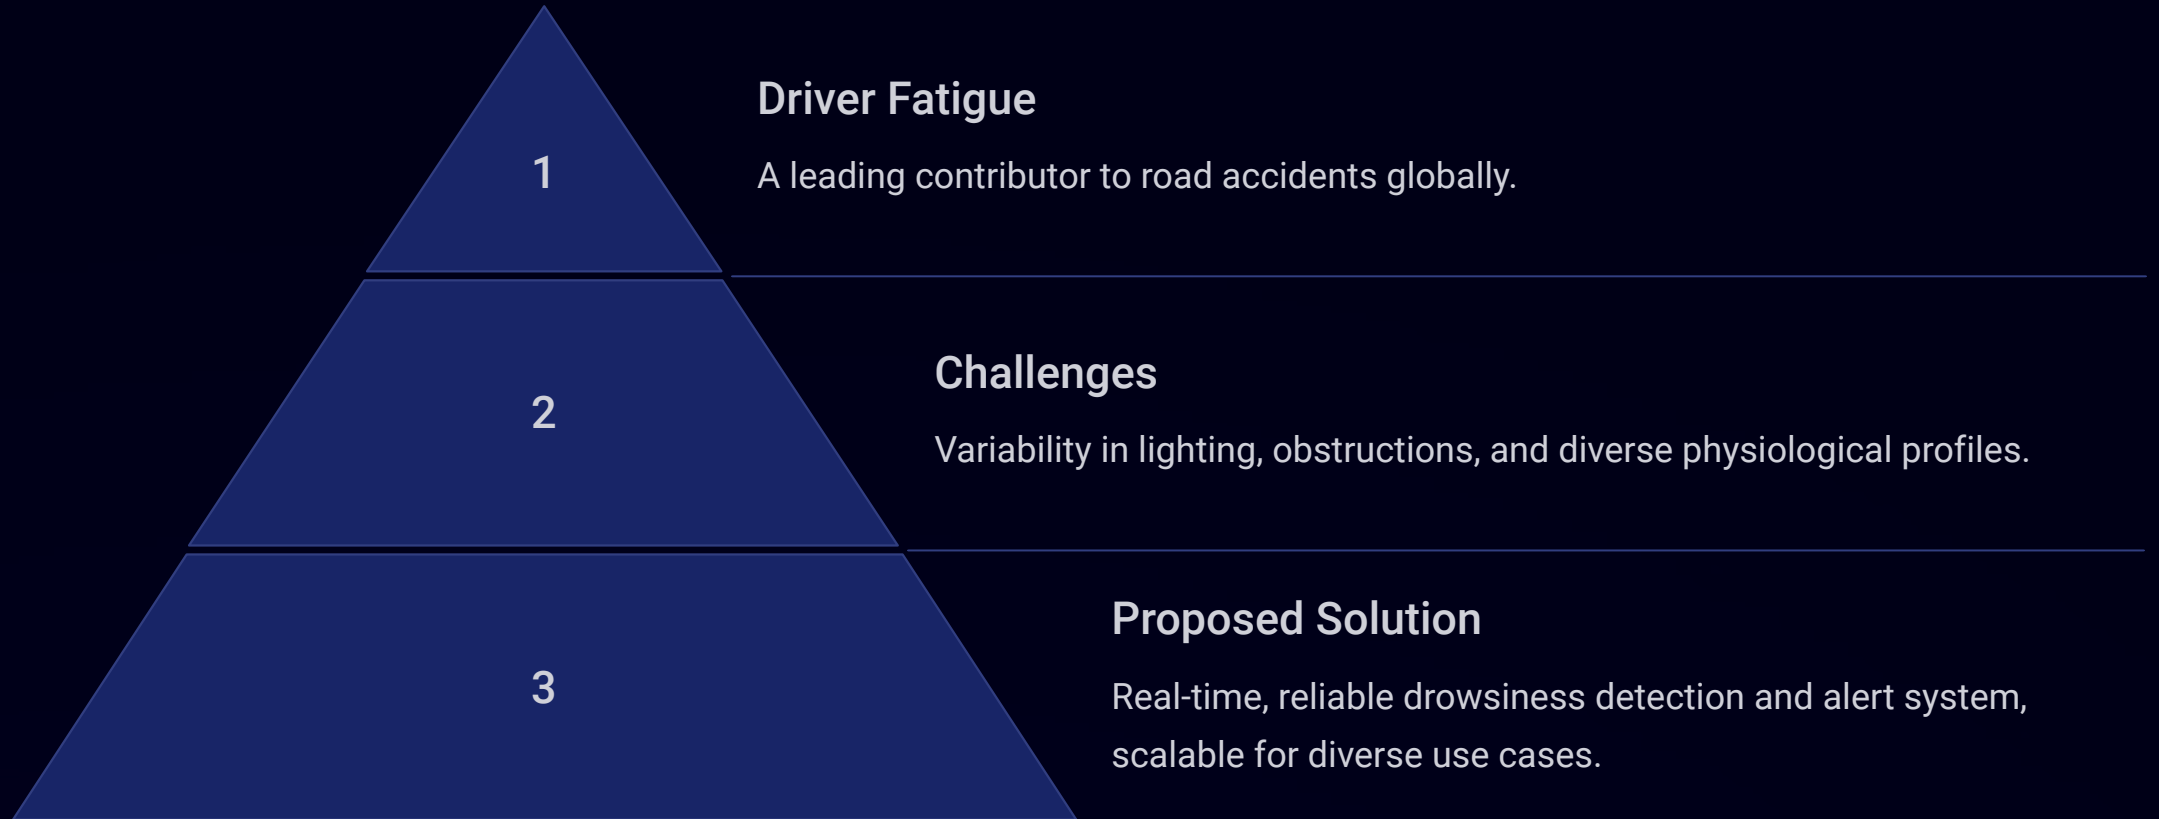 1
Driver Fatigue
A leading contributor to road accidents globally.
2
Challenges
Variability in lighting, obstructions, and diverse physiological profiles.
3
Proposed Solution
Real-time, reliable drowsiness detection and alert system,
scalable for diverse use cases.